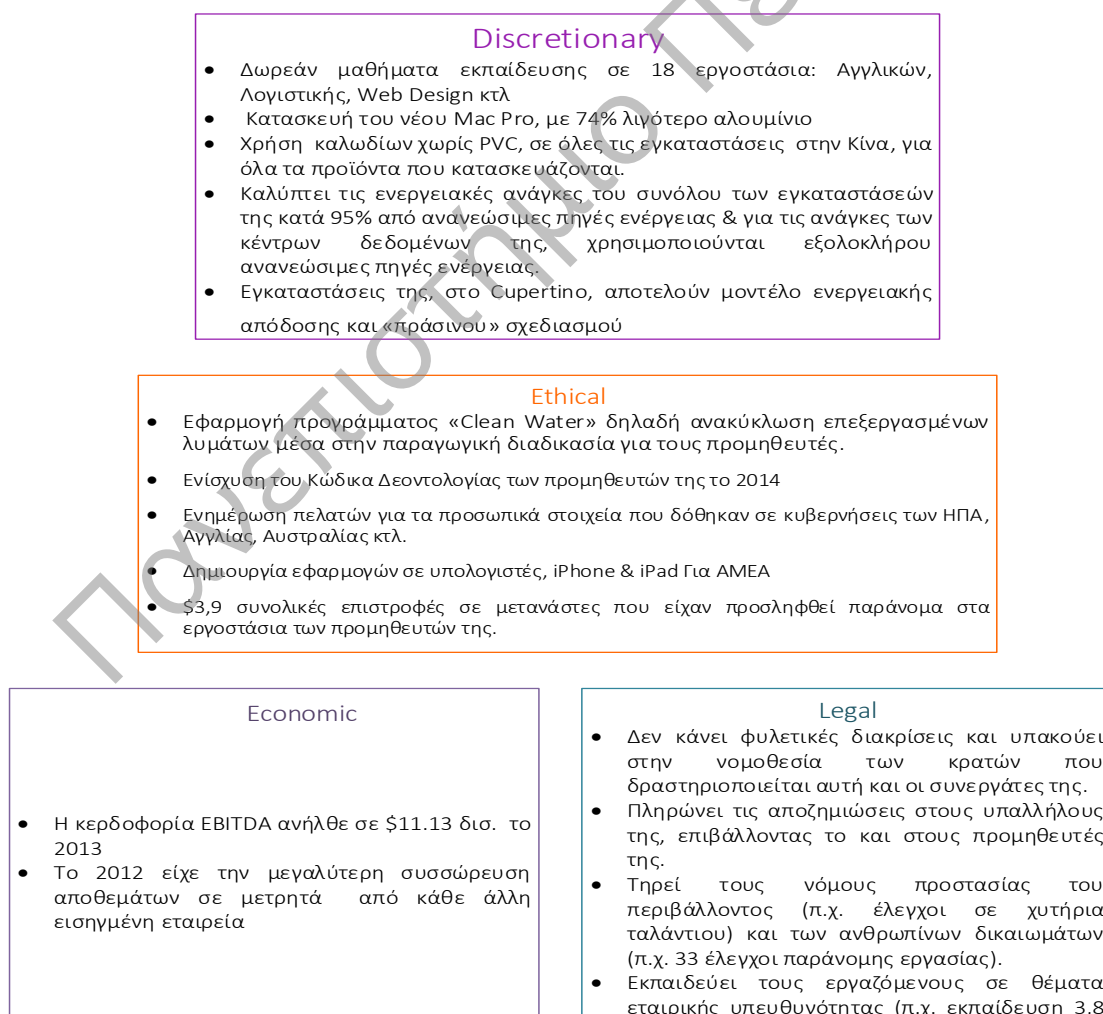 Discretionary
• Δωρεάν μαθήματα εκπαίδευσης σε 18 εργοστάσια: Αγγλικών,
Λογιστικής, Web Design κτλ
• Κατασκευή του νέου Mac Pro, με 74% λιγότερο αλουμίνιο
• Χρήση καλωδίων χωρίς PVC, σε όλες τις εγκαταστάσεις στην Κίνα, για
όλα τα προϊόντα που κατασκευάζονται.
• Καλύπτει τις ενεργειακές ανάγκες του συνόλου των εγκαταστάσεών
της κατά 95% από ανανεώσιμες πηγές ενέργειας & για τις ανάγκες των
κέντρων δεδομένων της, χρησιμοποιούνται εξολοκλήρου
ανανεώσιμες πηγές ενέργειας.
• Εγκαταστάσεις της, στο Cupertino, αποτελούν μοντέλο ενεργειακής
απόδοσης και «πράσινου» σχεδιασμού
Ethical
• Εφαρμογή προγράμματος «Clean Water» δηλαδή ανακύκλωση επεξεργασμένων
λυμάτων μέσα στην παραγωγική διαδικασία για τους προμηθευτές.
• Ενίσχυση του Κώδικα Δεοντολογίας των προμηθευτών της το 2014
• Ενημέρωση πελατών για τα προσωπικά στοιχεία που δόθηκαν σε κυβερνήσεις των ΗΠΑ,
Αγγλίας, Αυστραλίας κτλ.
• Δημιουργία εφαρμογών σε υπολογιστές, iPhone & iPad Για ΑΜΕΑ
• $3,9 συνολικές επιστροφές σε μετανάστες που είχαν προσληφθεί παράνομα στα
εργοστάσια των προμηθευτών της.
Economic
• Η κερδοφορία EBITDA ανήλθε σε $11.13 δισ. το
2013
• Το 2012 είχε την μεγαλύτερη συσσώρευση
αποθεμάτων σε μετρητά από κάθε άλλη
εισηγμένη εταιρεία
Legal
• Δεν κάνει φυλετικές διακρίσεις και υπακούει
στην νομοθεσία των κρατών που
δραστηριοποιείται αυτή και οι συνεργάτες της.
• Πληρώνει τις αποζημιώσεις στους υπαλλήλους
της, επιβάλλοντας το και στους προμηθευτές
της.
• Τηρεί τους νόμους προστασίας του
περιβάλλοντος (π.χ. έλεγχοι σε χυτήρια
ταλάντιου) και των ανθρωπίνων δικαιωμάτων
(π.χ. 33 έλεγχοι παράνομης εργασίας).
• Εκπαιδεύει τους εργαζόμενους σε θέματα
εταιρικής υπευθυνότητας (π.χ. εκπαίδευση 3,8
Πανεπιστήμιο